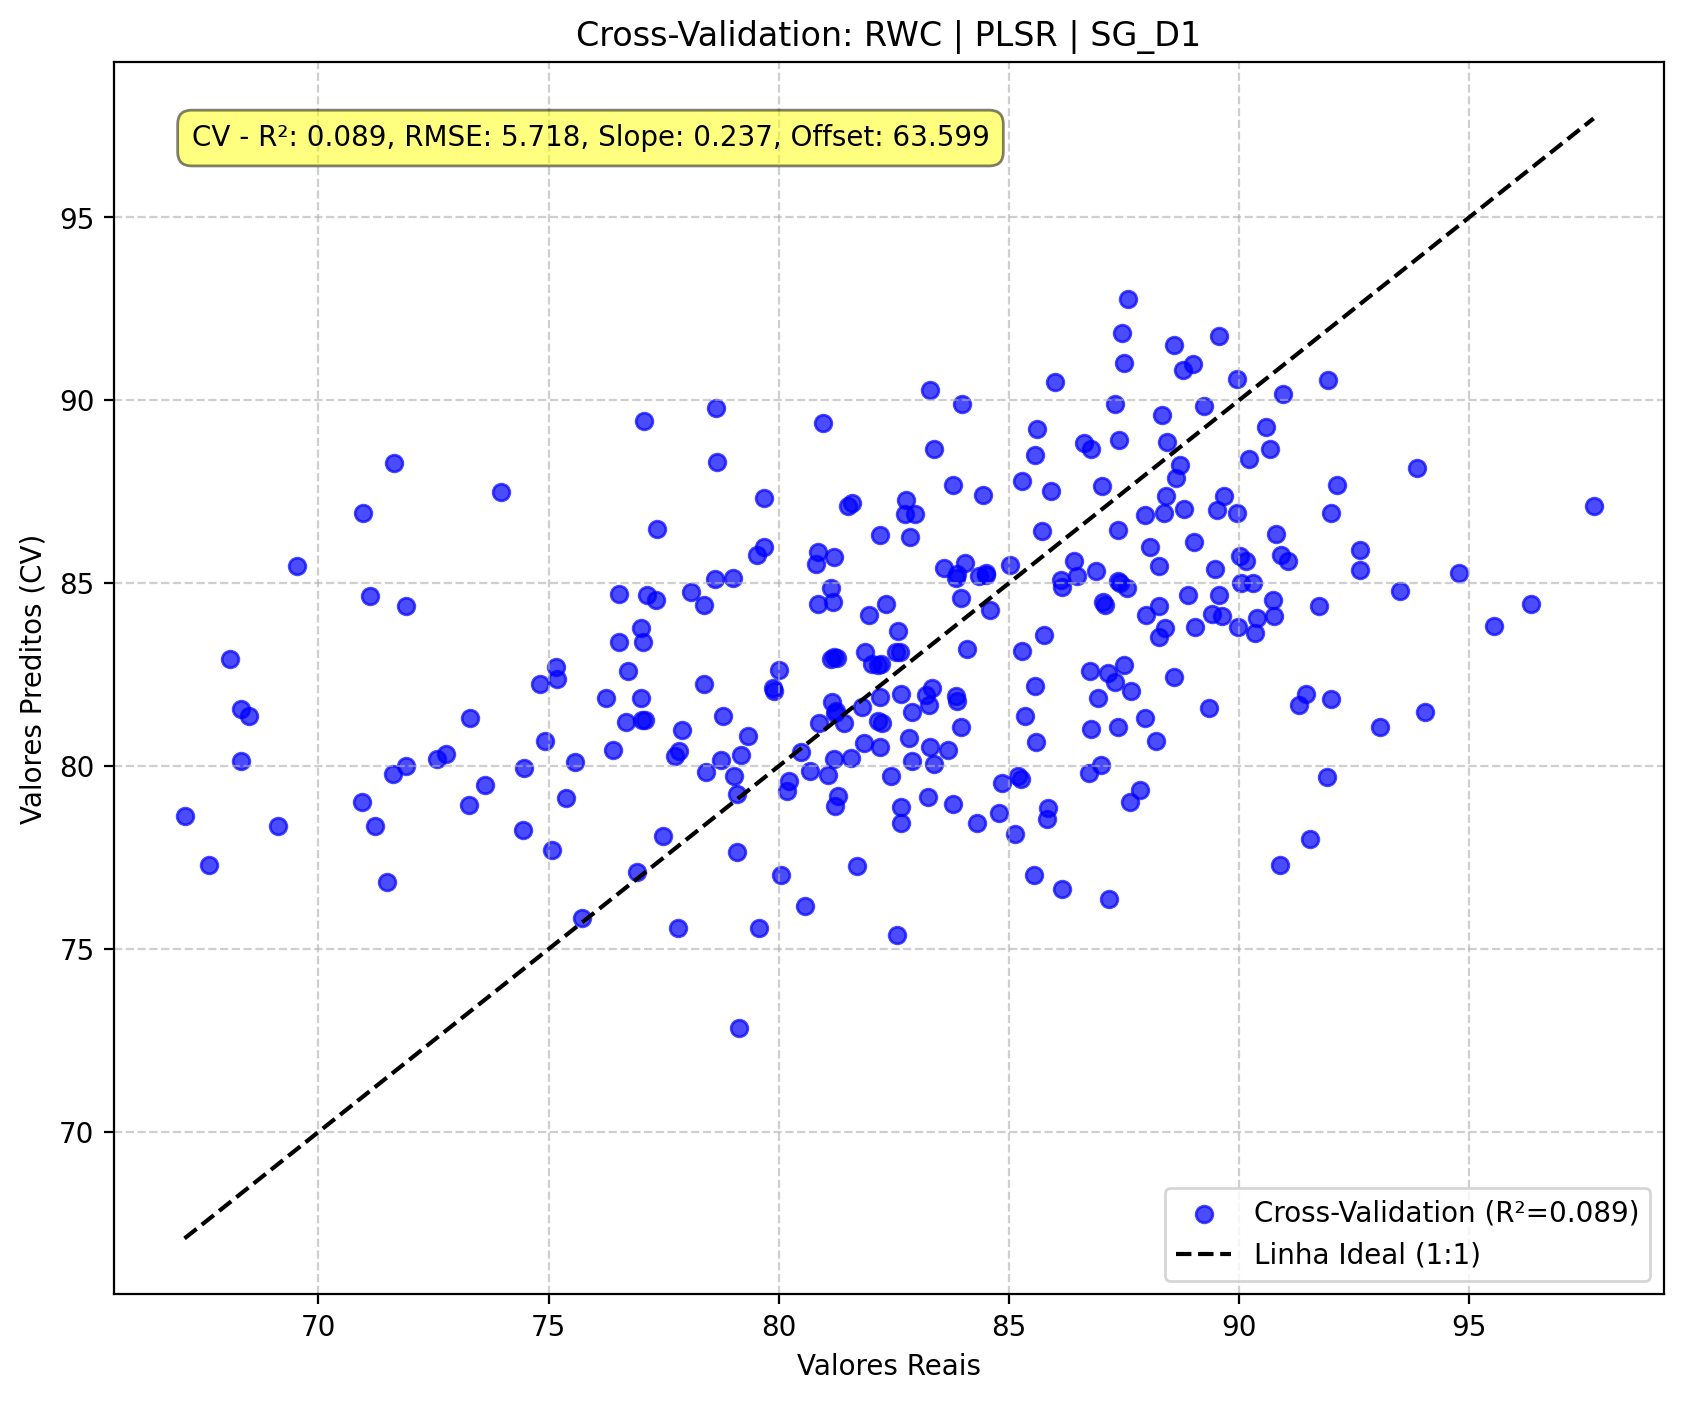 Cross-Validation: RWC | PLSR | SG_D1
CV - R²: 0.089, RMSE: 5.718, Slope: 0.237, Offset: 63.599
Valores Preditos (CV)
95
90
85
80
75
70
Cross-Validation (R²=0.089)
Linha Ideal (1:1)
70 75 80 85 90 95
Valores Reais